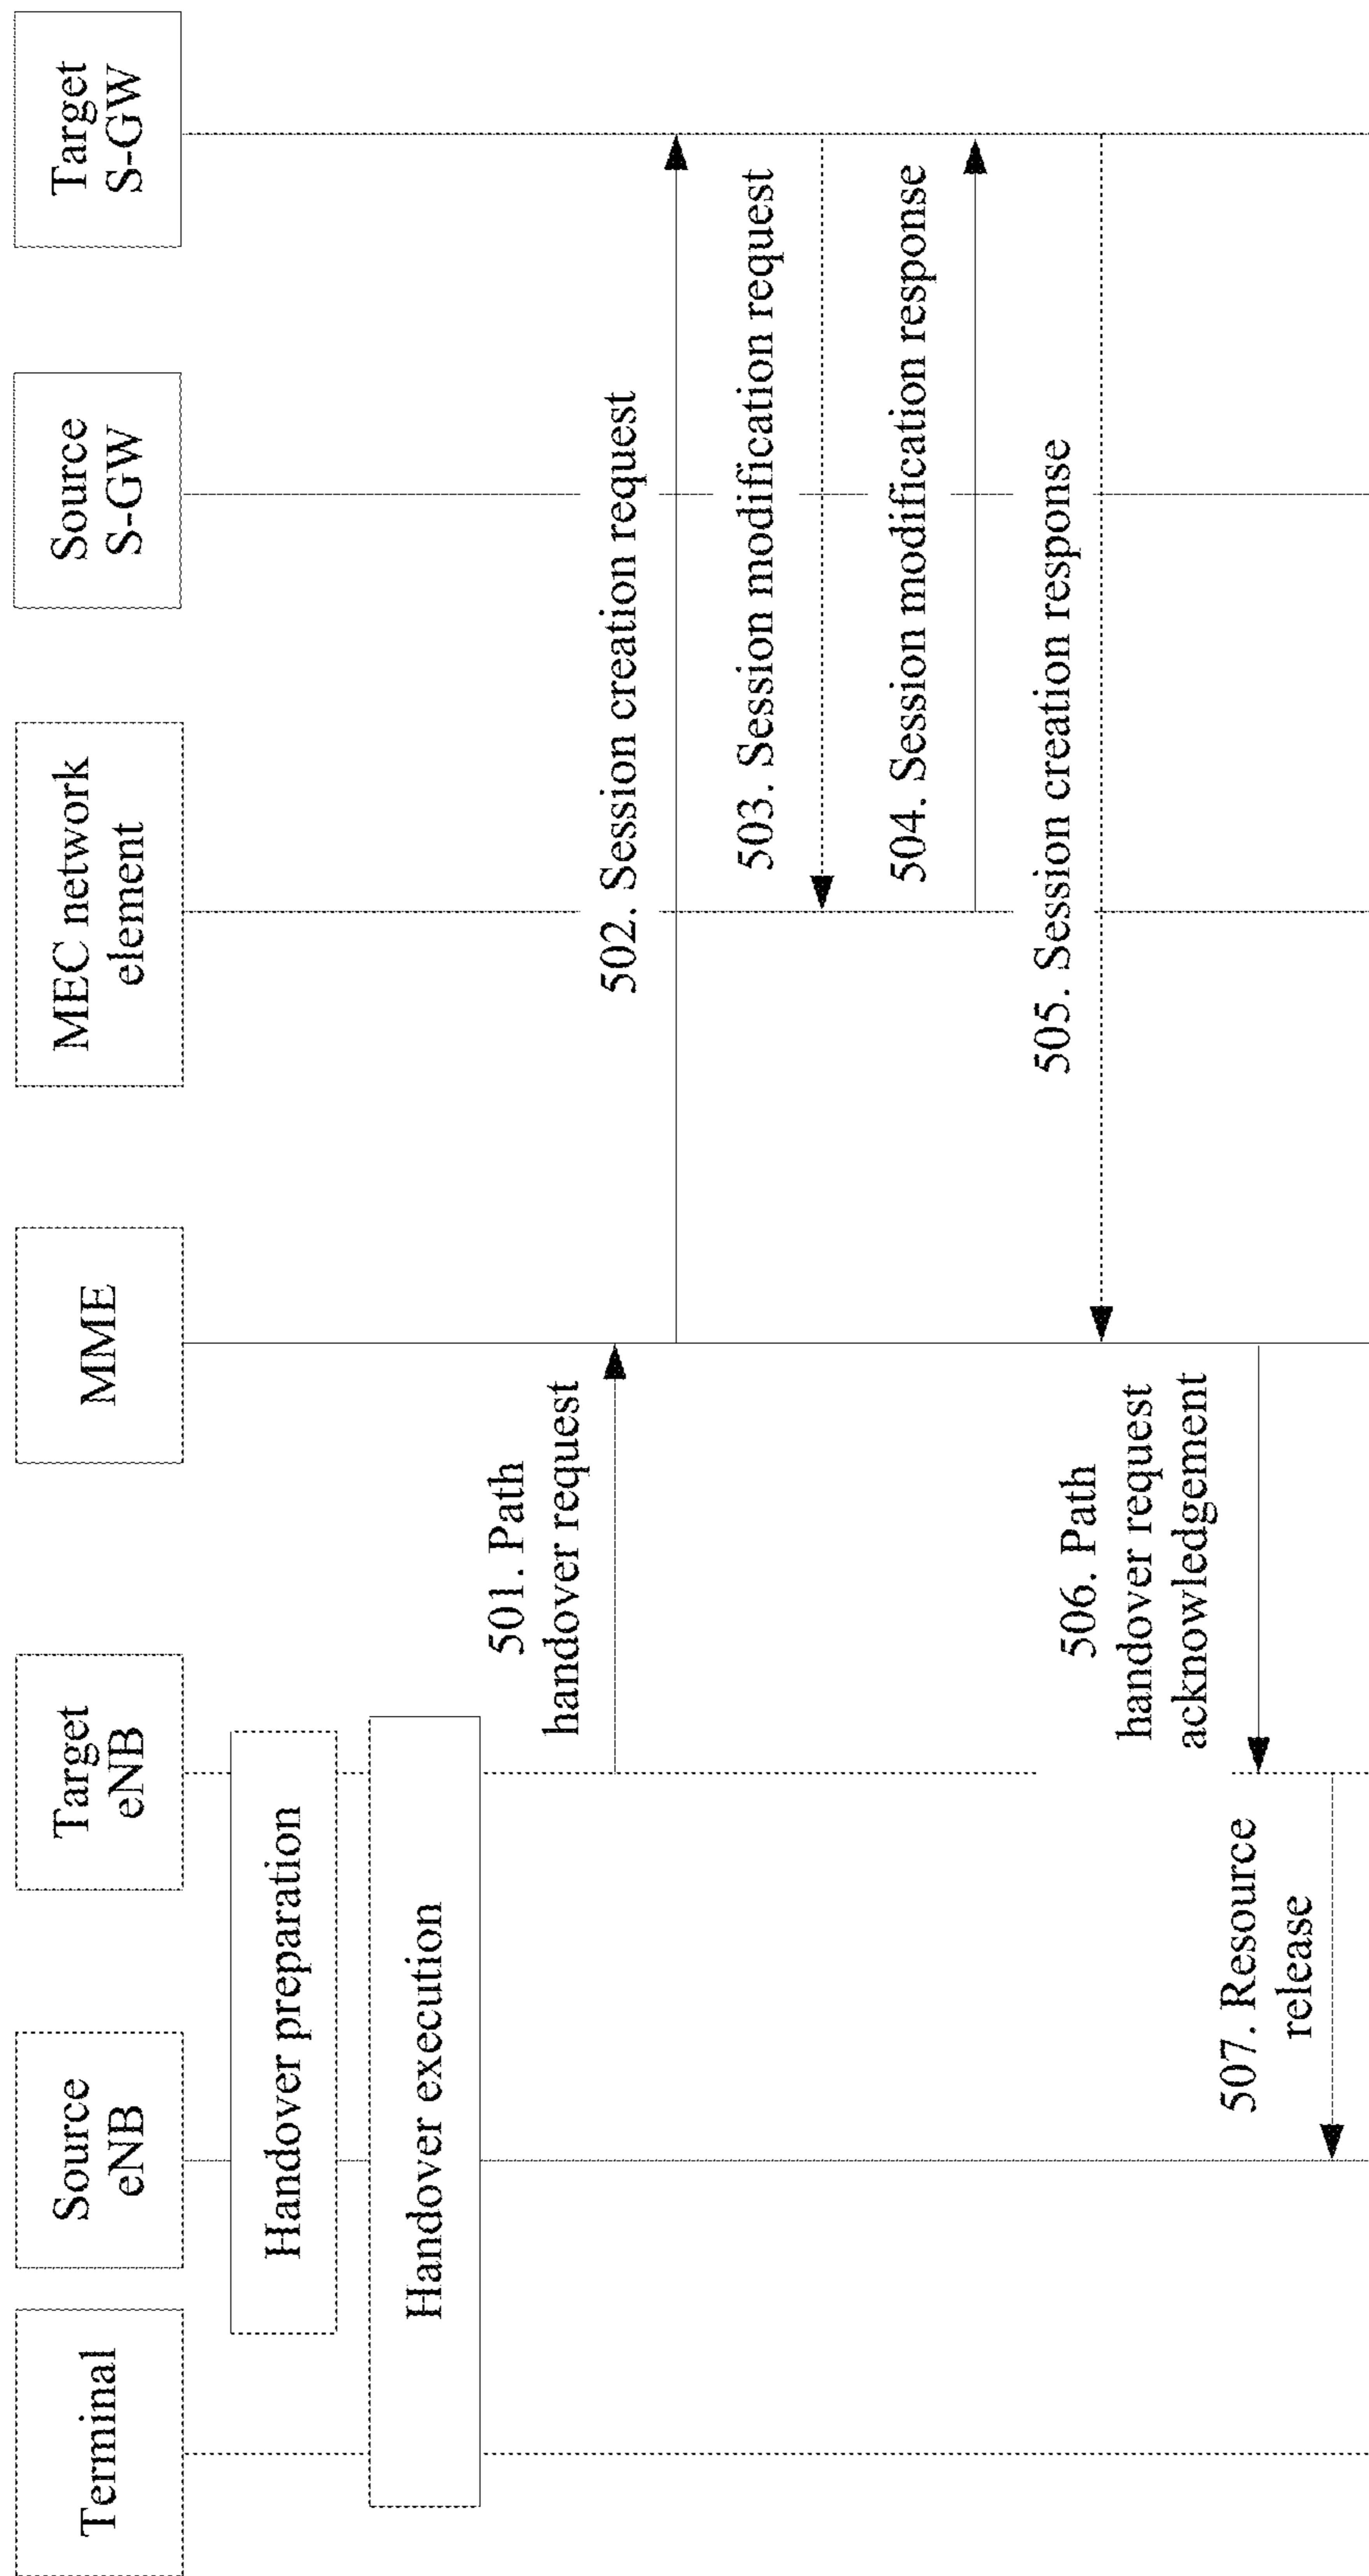 Terminal
Source
eNB
Target
eNB
MME
MEC network
element
Source
S-GW
Target
S-GW
Handover preparation
Handover execution
501. Path
handover request
502. Session creation request
503. Session modification request
504. Session modification response
505. Session creation response
506. Path
handover request
acknowledgement
507. Resource
release